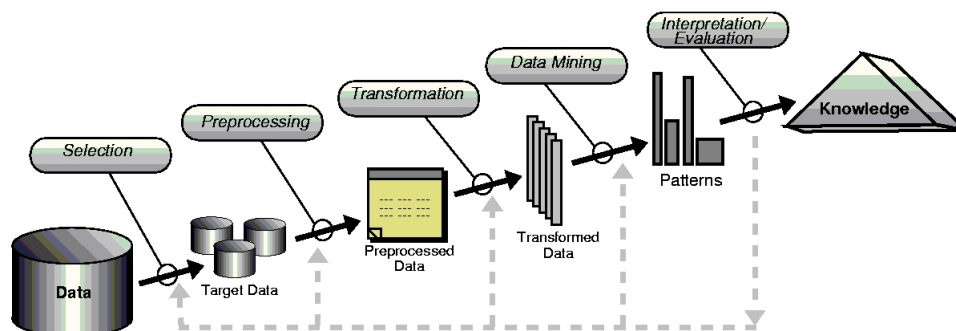 Interpretation/
Evaluation
Data Mining
Transformation
Preprocessing
Selection
Knowledge
Patterns
Transformed
Data
Preprocessed
Data
Target Data
Data